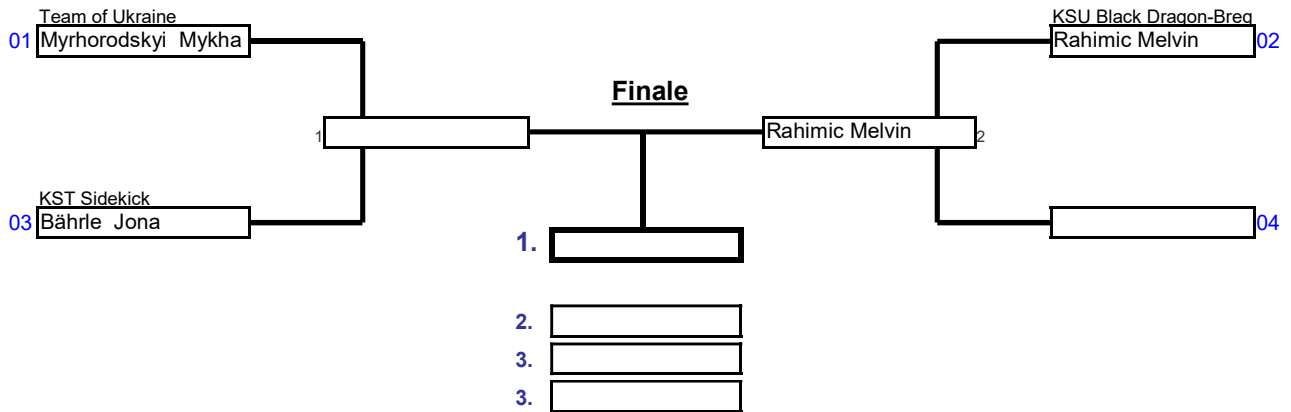 Team of Ukraine
KSU Black Dragon-Breg
01 Myrhorodskyi Mykha
Rahimic Melvin 02
Finale
1
Rahimic Melvin 2
KST Sidekick
03 Bährle Jona
04
1.
2.
3.
3.